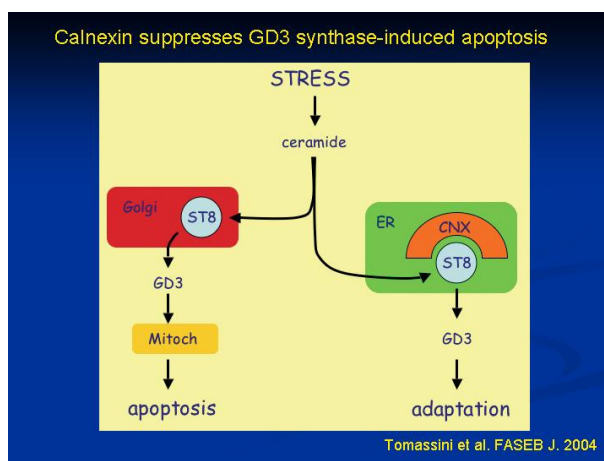 Calnexin suppresses GD3 synthase-induced apoptosis
STRESS
ceramide
Golgi
ST8
ER
CNX
ST8
GD3
GD3
Mitoch
apoptosis
adaptation
Tomassini et al. FASEB J. 2004